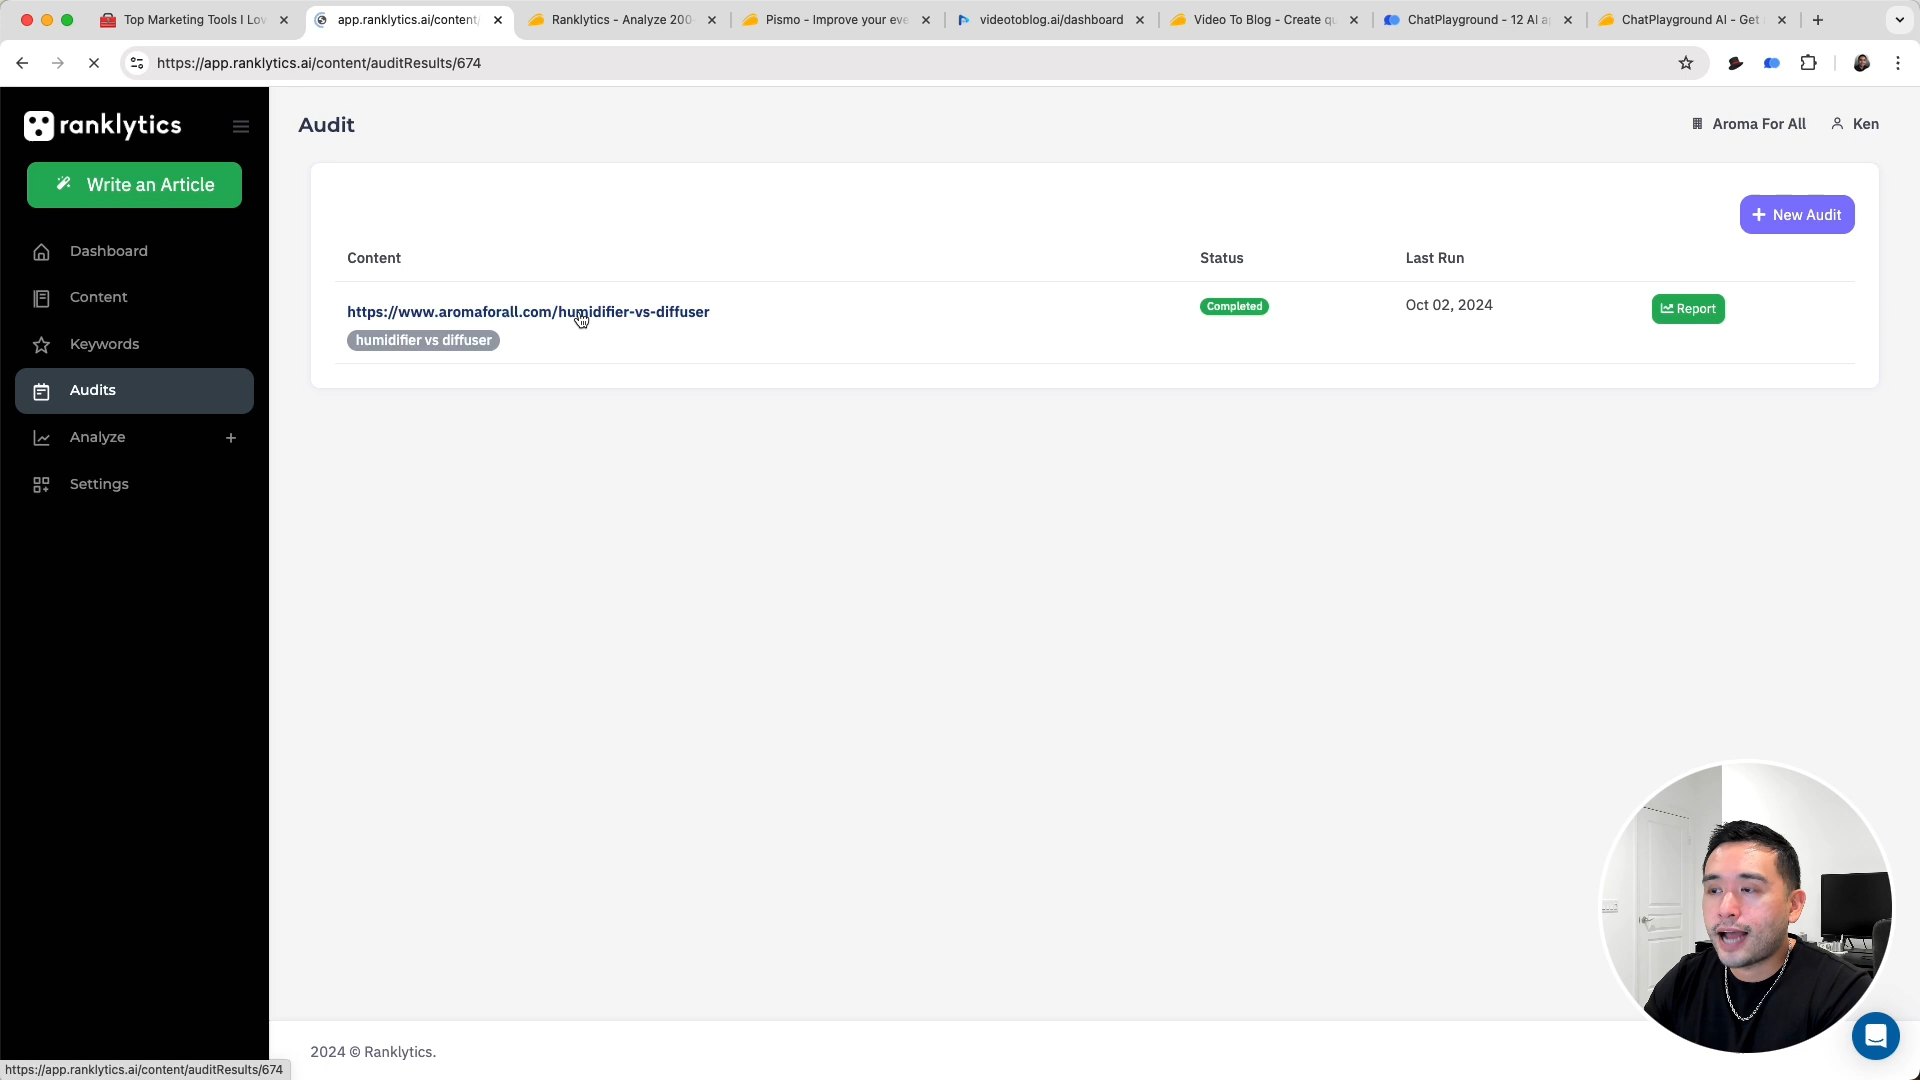 Top Marketing Tools I Lov
app.ranklytics.ai/content/
Ranklytics - Analyze 200
Pismo - Improve your eve
videotoblog.ai/dashboard
Video To Blog - Create qu
ChatPlayground - 12 AI a
ChatPlayground AI - Get
https://app.ranklytics.ai/content/auditResults/674
ranklytics
Audit
Aroma For All
Ken
Write an Article
Dashboard
Content
Keywords
Audits
Analyze
Settings
+ New Audit
Content
Status
Last Run
https://www.aromaforall.com/humidifier-vs-diffuser
Completed
Oct 02, 2024
Report
humidifier vs diffuser
2024 © Ranklytics.
https://app.ranklytics.ai/content/auditResults/674